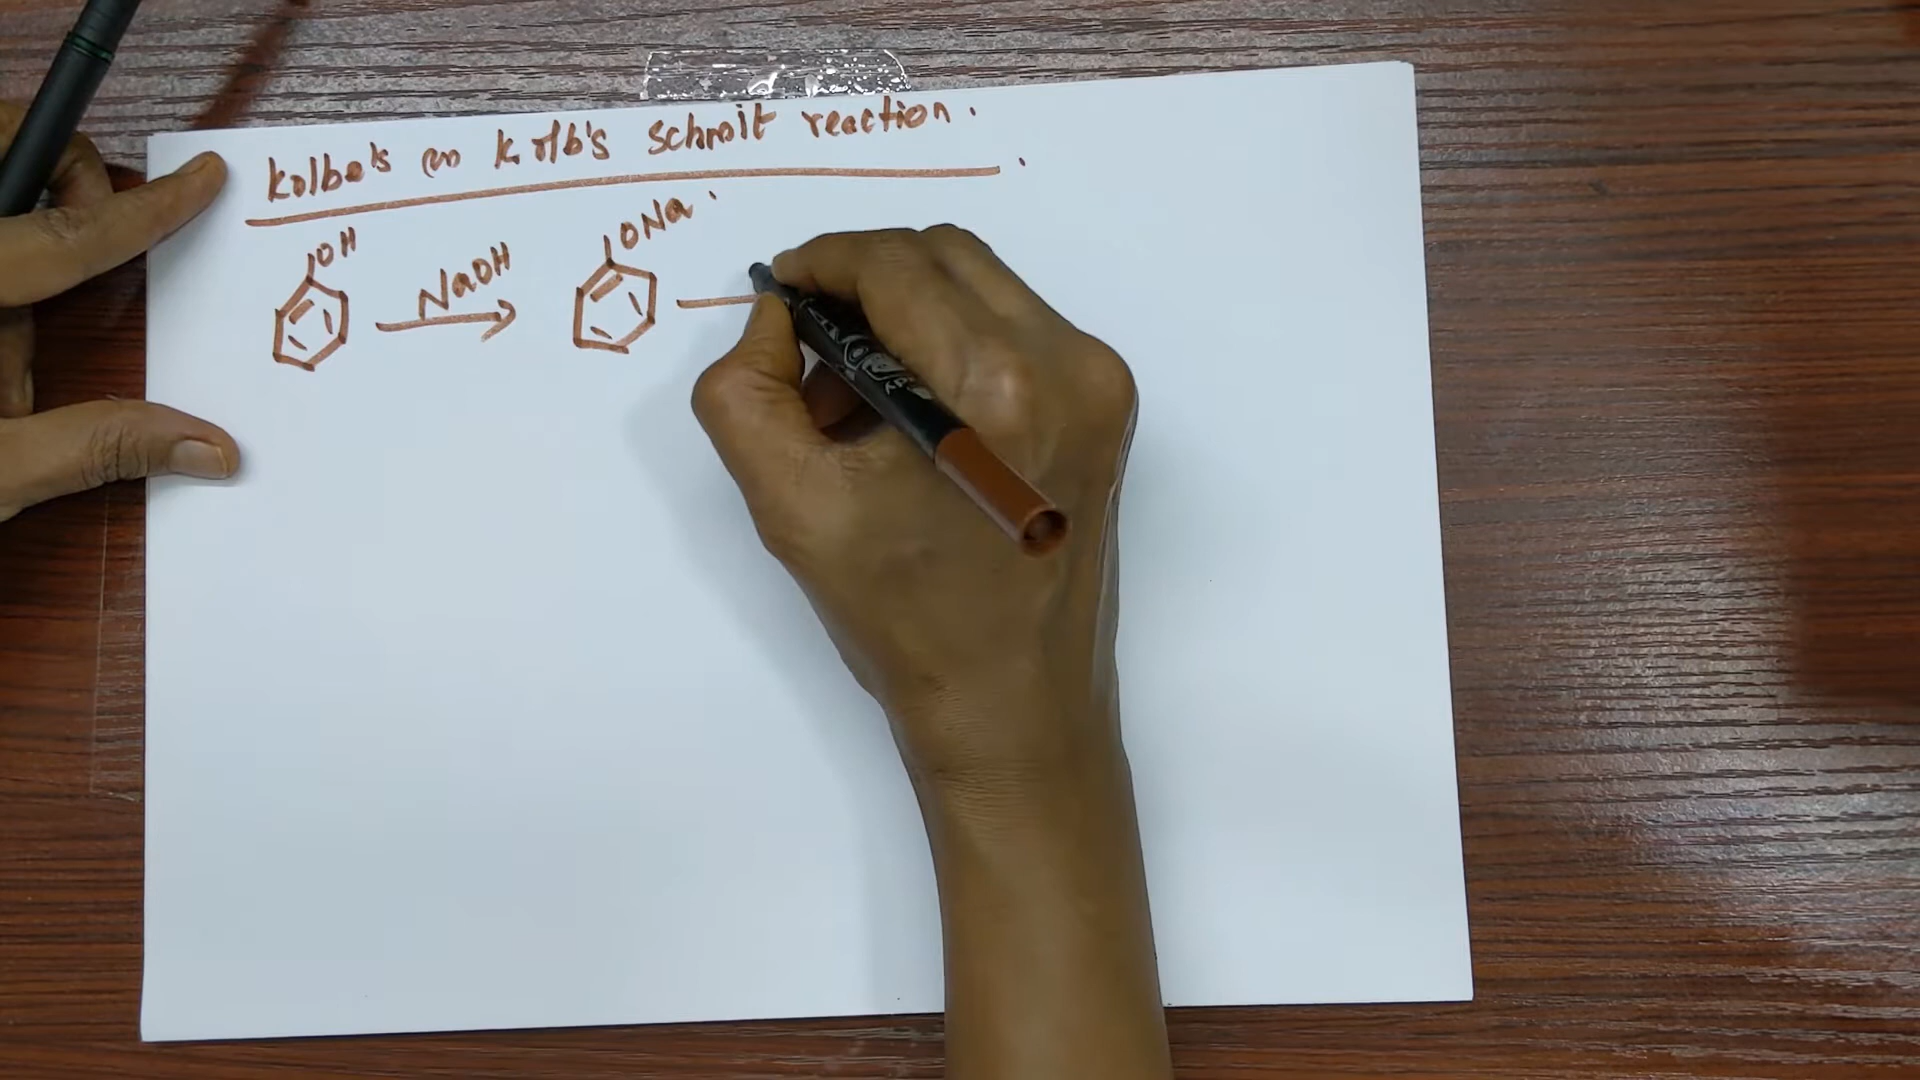 Kolbe's or Kolb's Schmit reaction.
OH
NaOH
ONa